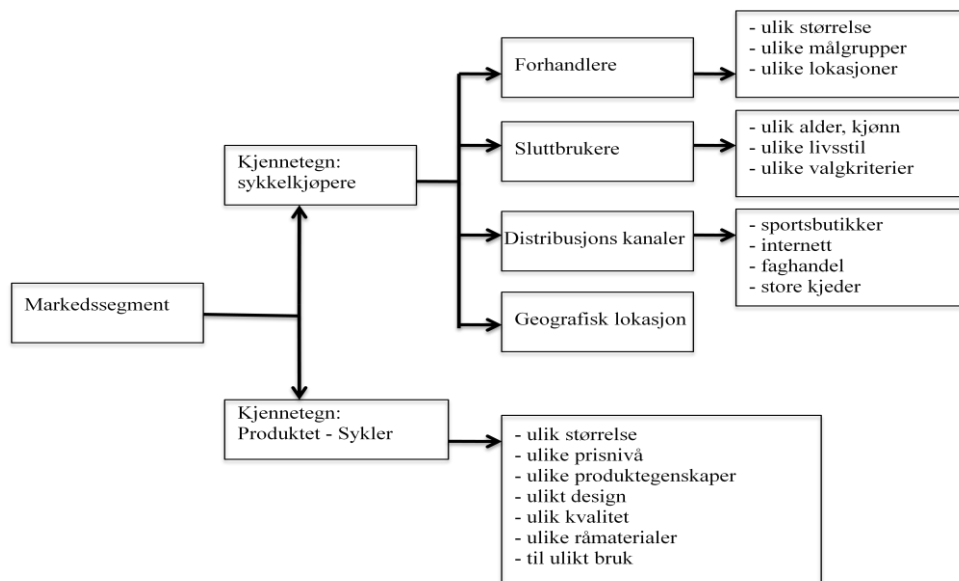 Markedssegment
Kjennetegn:
sykkelkjøpere
Forhandlere
- ulik størrelse
- ulike målgrupper
- ulike lokasjoner
Sluttbrukere
- ulik alder, kjønn
- ulike livsstil
- ulike valgkriterier
Distribusjons kanaler
- sportsbutikker
- internett
- faghandel
- store kjeder
Geografisk lokasjon
Kjennetegn:
Produktet - Sykler
- ulik størrelse
- ulike prisnivå
- ulike produktegenskaper
- ulikt design
- ulik kvalitet
- ulike råmaterialer
- til ulikt bruk